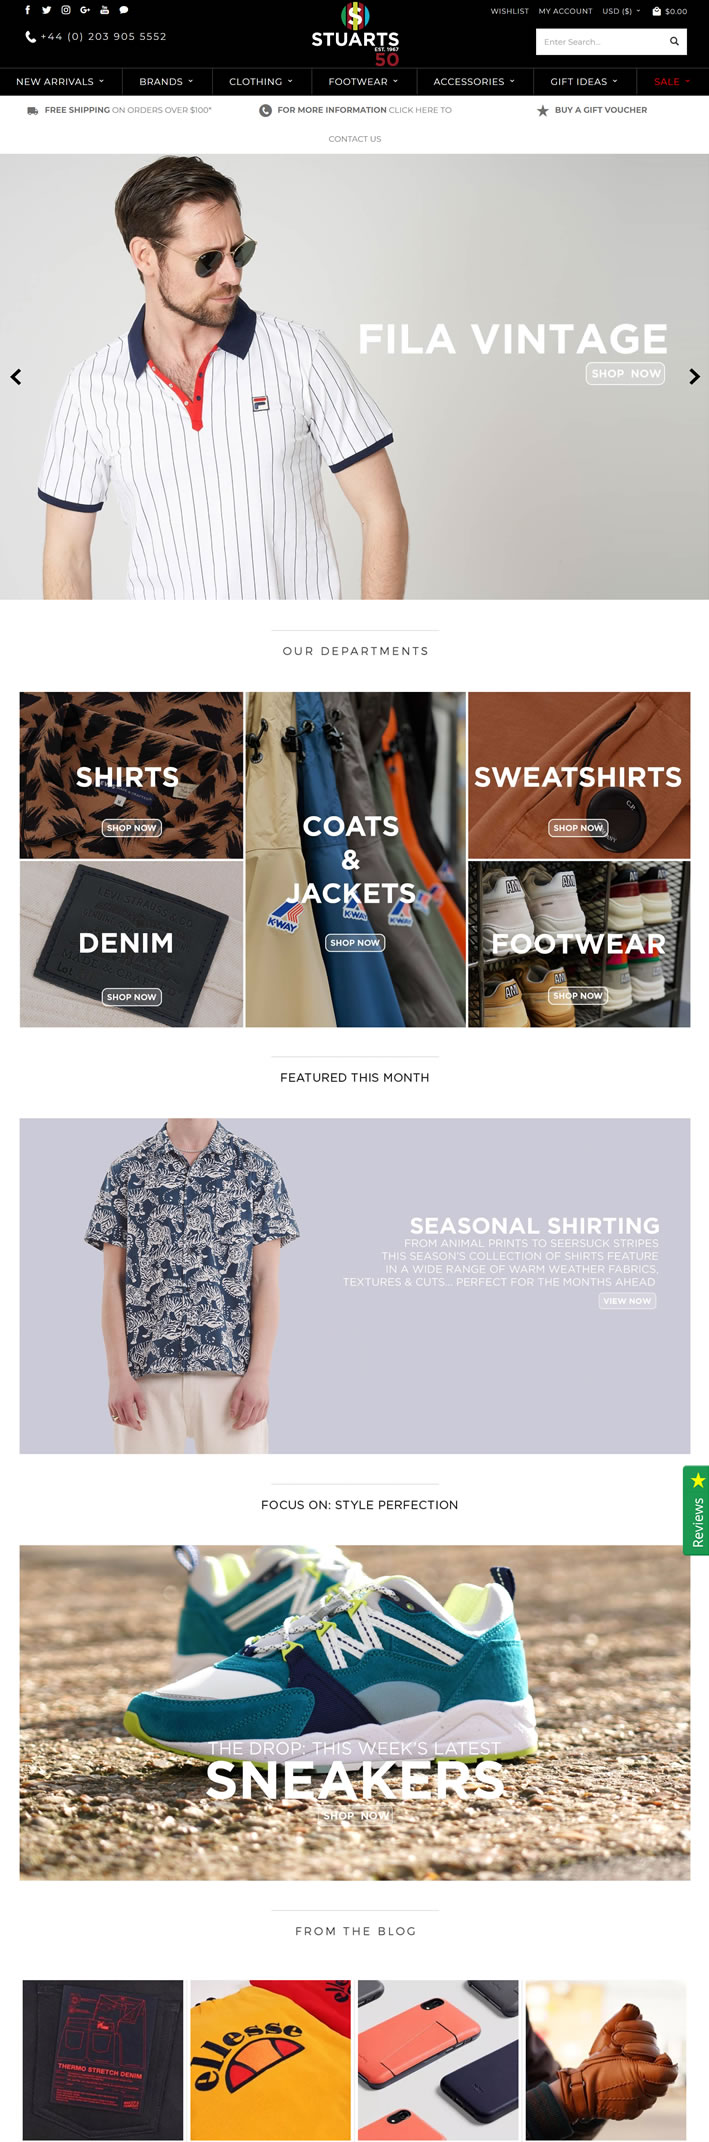 WISHLIST MY ACCOUNT USD ($) $0.00
+44 (0) 203 905 5552
STUARTS
EST. 1967
50
Enter Search...
NEW ARRIVALS BRANDS CLOTHING FOOTWEAR ACCESSORIES GIFT IDEAS SALE
FREE SHIPPING ON ORDERS OVER $100*
FOR MORE INFORMATION CLICK HERE TO
CONTACT US
BUY A GIFT VOUCHER
FILA VINTAGE
SHOP NOW
OUR DEPARTMENTS
SHIRTS
SHOP NOW
COATS
&
JACKETS
K-WAY
SHOP NOW
SWEATSHIRTS
SHOP NOW
DENIM
SHOP NOW
FOOTWEAR
SHOP NOW
FEATURED THIS MONTH
SEASONAL SHIRTING
FROM ANIMAL PRINTS TO SEERSUCK STRIPES
THIS SEASON'S COLLECTION OF SHIRTS FEATURE
IN A WIDE RANGE OF WARM WEATHER FABRICS,
TEXTURES & CUTS... PERFECT FOR THE MONTHS AHEAD
VIEW NOW
Reviews
FOCUS ON: STYLE PERFECTION
THE DROP: THIS WEEK'S LATEST
SNEAKERS
SHOP NOW
FROM THE BLOG
THERMO STRETCH DENIM
ellesse